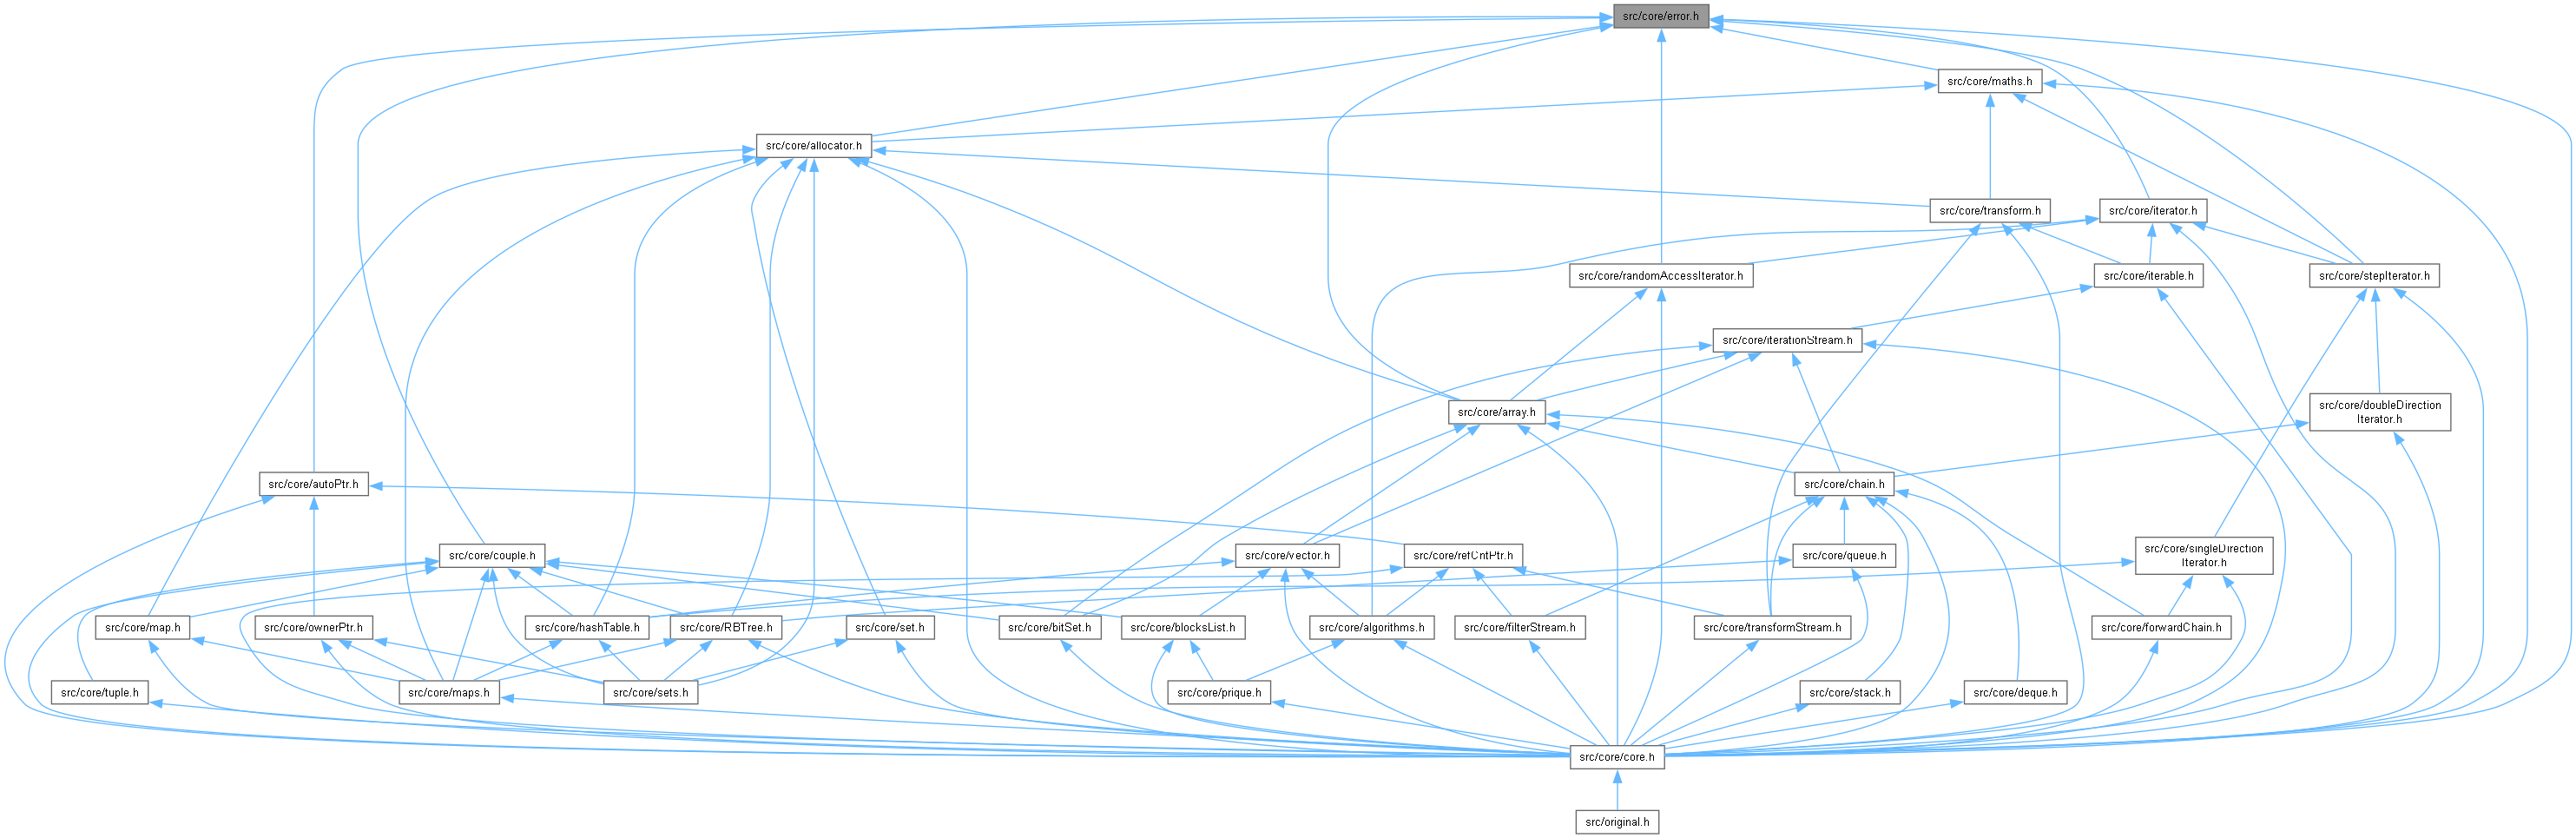 src/core/error.h
src/core/maths.h
src/core/allocator.h
src/core/transform.h
src/core/iterator.h
src/core/randomAccessIterator.h
src/core/iterable.h
src/core/stepIterator.h
src/core/iterationStream.h
src/core/array.h
src/core/doubleDirection
Iterator.h
src/core/autoPtr.h
src/core/chain.h
src/core/couple.h
src/core/vector.h
src/core/refCntPtr.h
src/core/queue.h
src/core/singleDirection
Iterator.h
src/core/map.h
src/core/ownerPtr.h
src/core/hashTable.h
src/core/RBTree.h
src/core/set.h
src/core/bitSet.h
src/core/blocksList.h
src/core/algorithms.h
src/core/filterStream.h
src/core/transformStream.h
src/core/forwardChain.h
src/core/tuple.h
src/core/maps.h
src/core/sets.h
src/core/prique.h
src/core/stack.h
src/core/deque.h
src/core/core.h
src/original.h